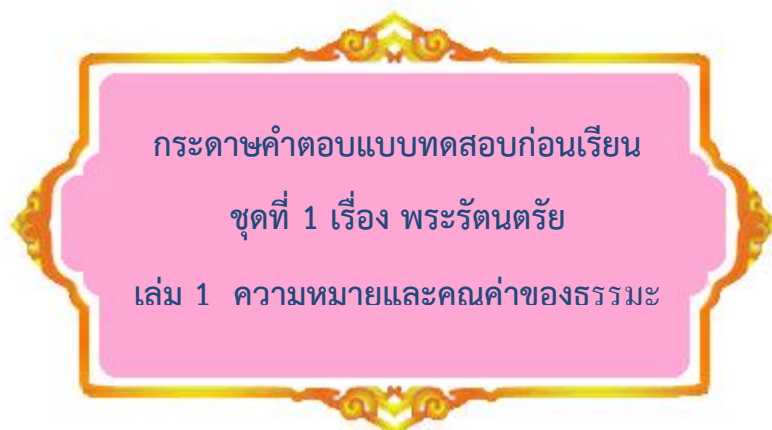 กระดาษคำตอบแบบทดสอบก่อนเรียน
ชุดที่ 1 เรื่อง พระรัตนตรัย
เล่ม 1 ความหมายและคณค่าของธรรมะ